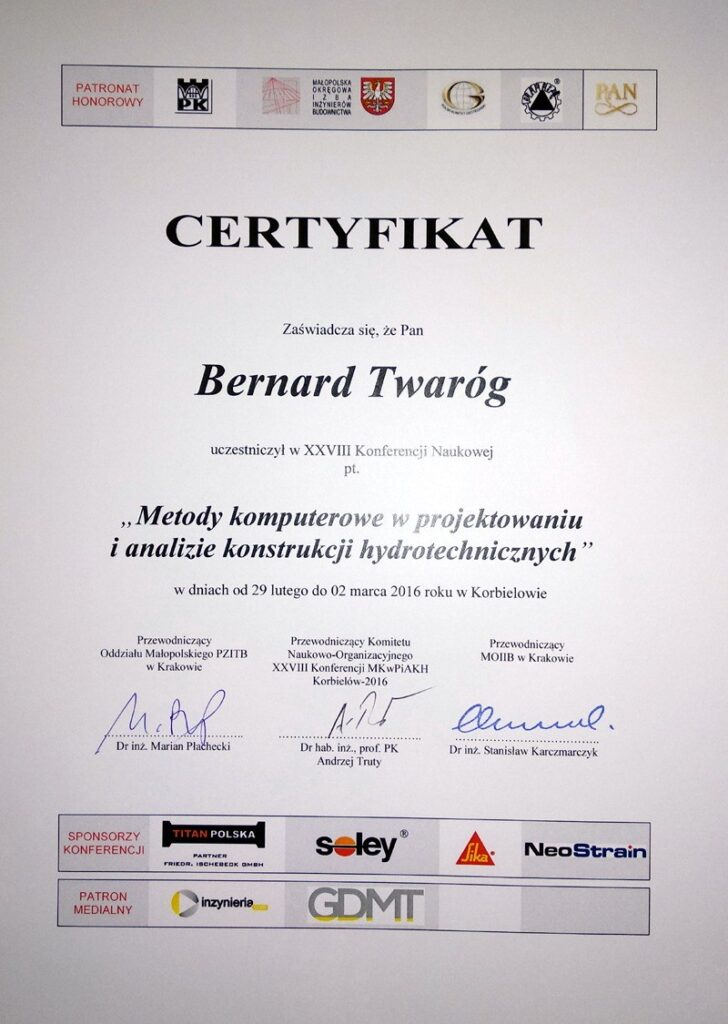 PATRONAT
HONOROWY
PK
MAŁOPOLSKA
OKRĘGOWA
IZBA
INŻYNIERÓW
BUDOWNICTWA
PAN
CERTYFIKAT
Zaświadcza się, że Pan
Bernard Twaróg
uczestniczył w XXVIII Konferencji Naukowej
pt.
„Metody komputerowe w projektowaniu
i analizie konstrukcji hydrotechnicznych”
w dniach od 29 lutego do 02 marca 2016 roku w Korbielowie
Przewodniczący
Oddziału Małopolskiego PZITB
w Krakowie
Dr inż. Marian Płachecki
Przewodniczący Komitetu
Naukowo-Organizacyjnego
XXVIII Konferencji MKwPiAKH
Korbielów-2016
Dr hab. inż., prof. PK
Andrzej Truty
Przewodniczący
MOIIB w Krakowie
Dr inż. Stanisław Karczmarczyk
SPONSORZY
KONFERENCJI
TITAN POLSKA
PARTNER
FRIEDR. ISCHEBECK GMBH
soley®
Sika®
NeoStrain
PATRON
MEDIALNY
inzynieria
GDMT